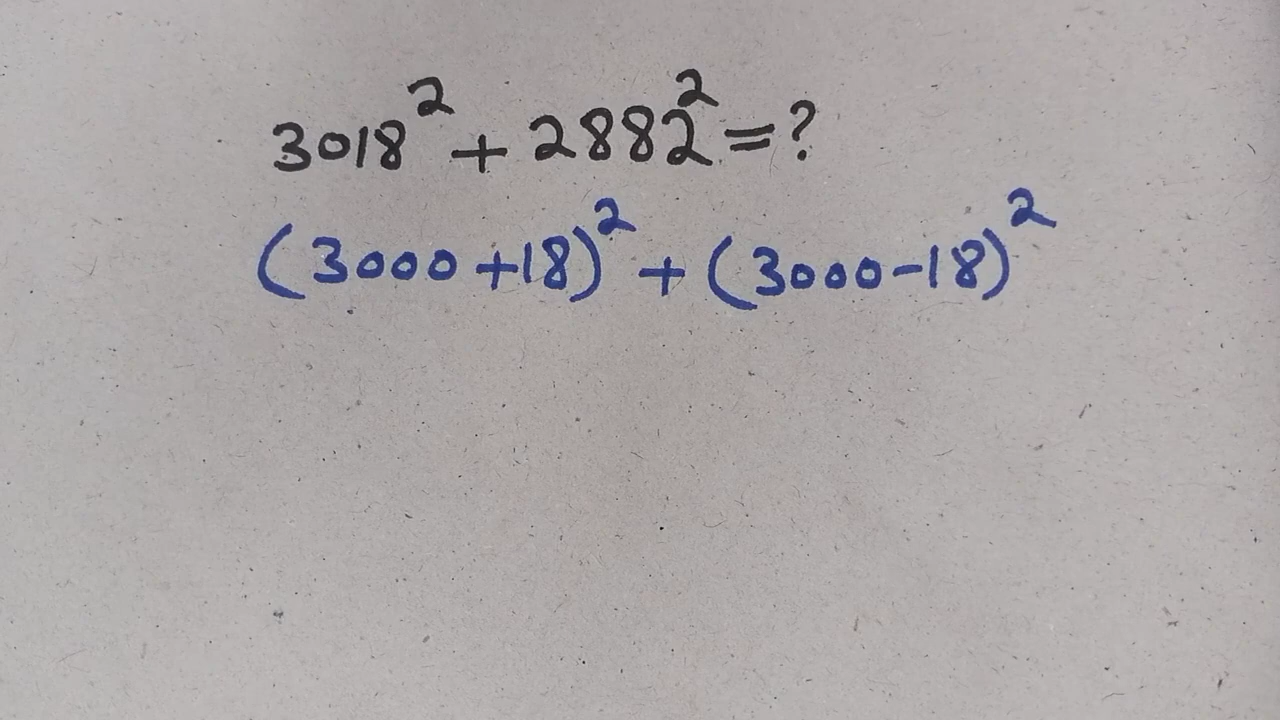 3018² + 2882² = ?
(3000 + 18)² + (3000 - 18)²